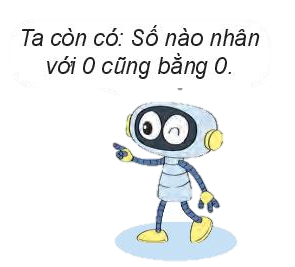 Ta còn có: Số nào nhân
với 0 cũng bằng 0.